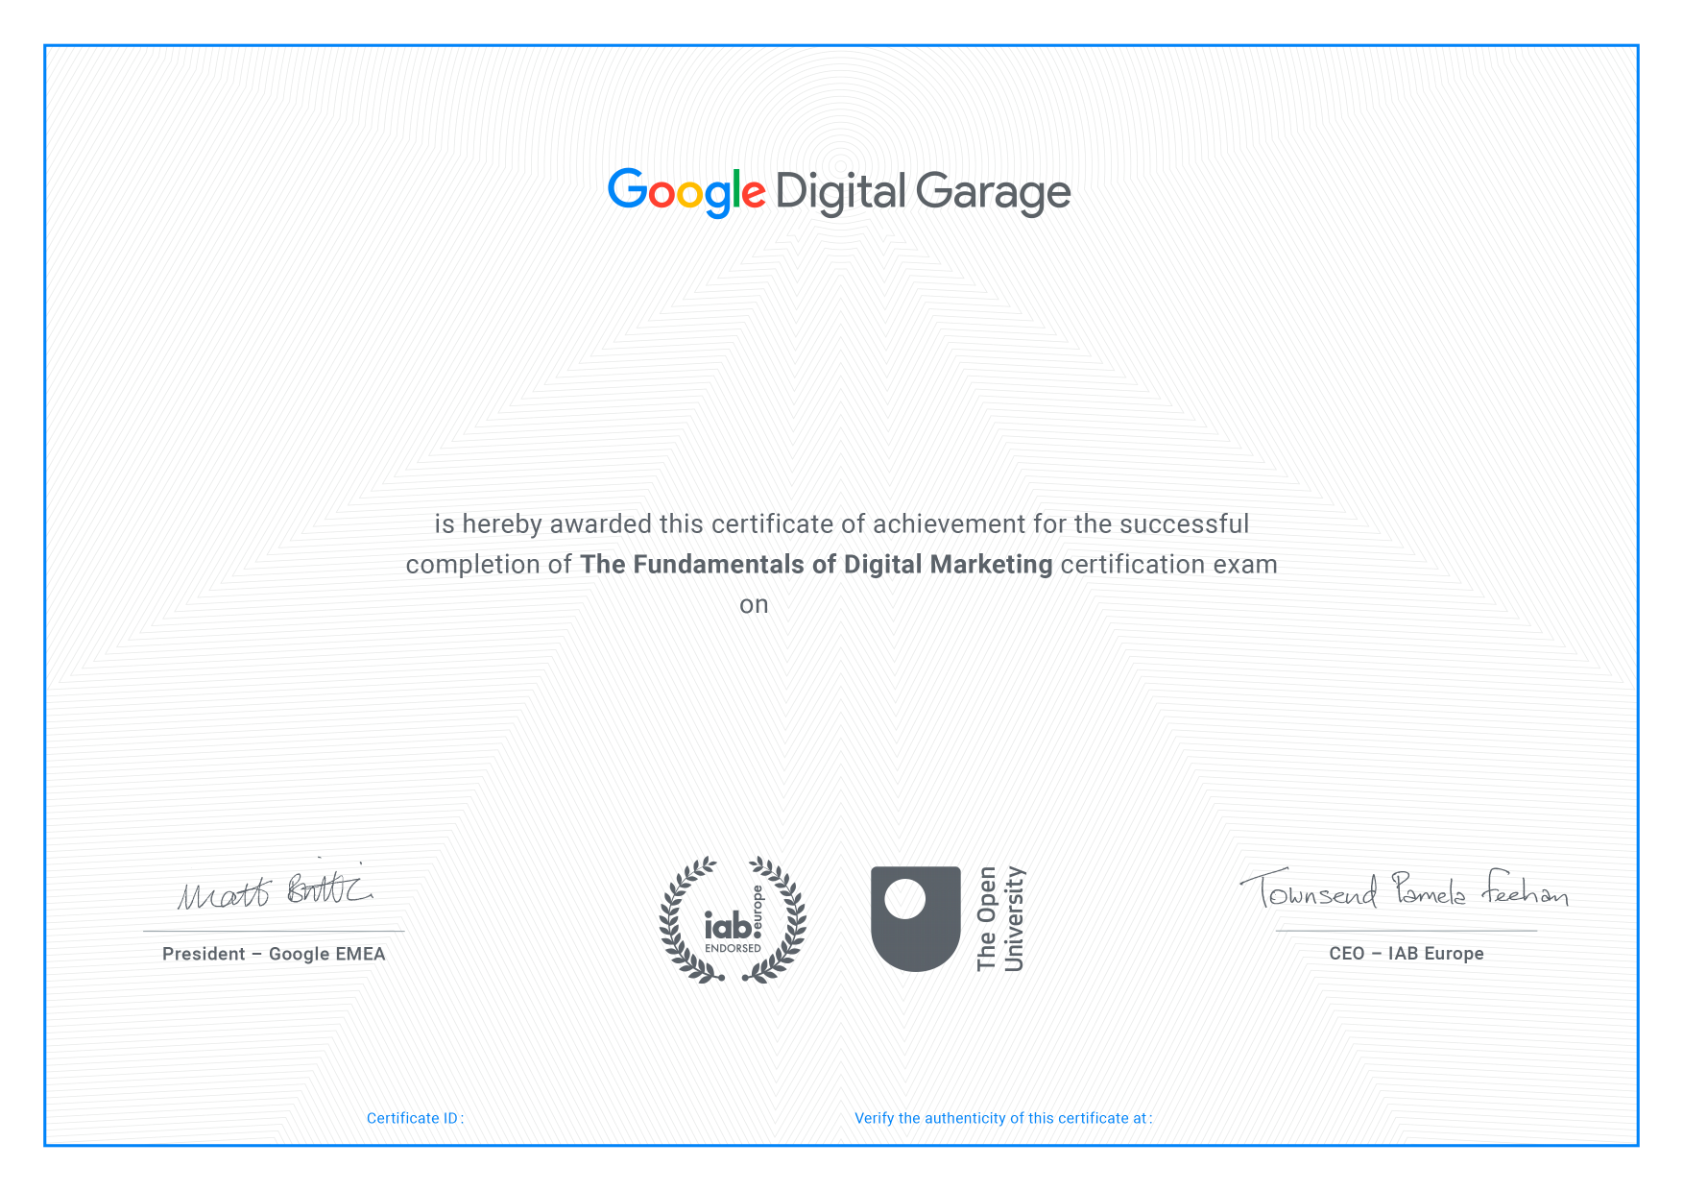 Google Digital Garage
is hereby awarded this certificate of achievement for the successful
completion of The Fundamentals of Digital Marketing certification exam
on
Matt Brittin
President – Google EMEA
iab.europe
ENDORSED
The Open
University
Townsend Pamela Feehan
CEO – IAB Europe
Certificate ID :
Verify the authenticity of this certificate at :